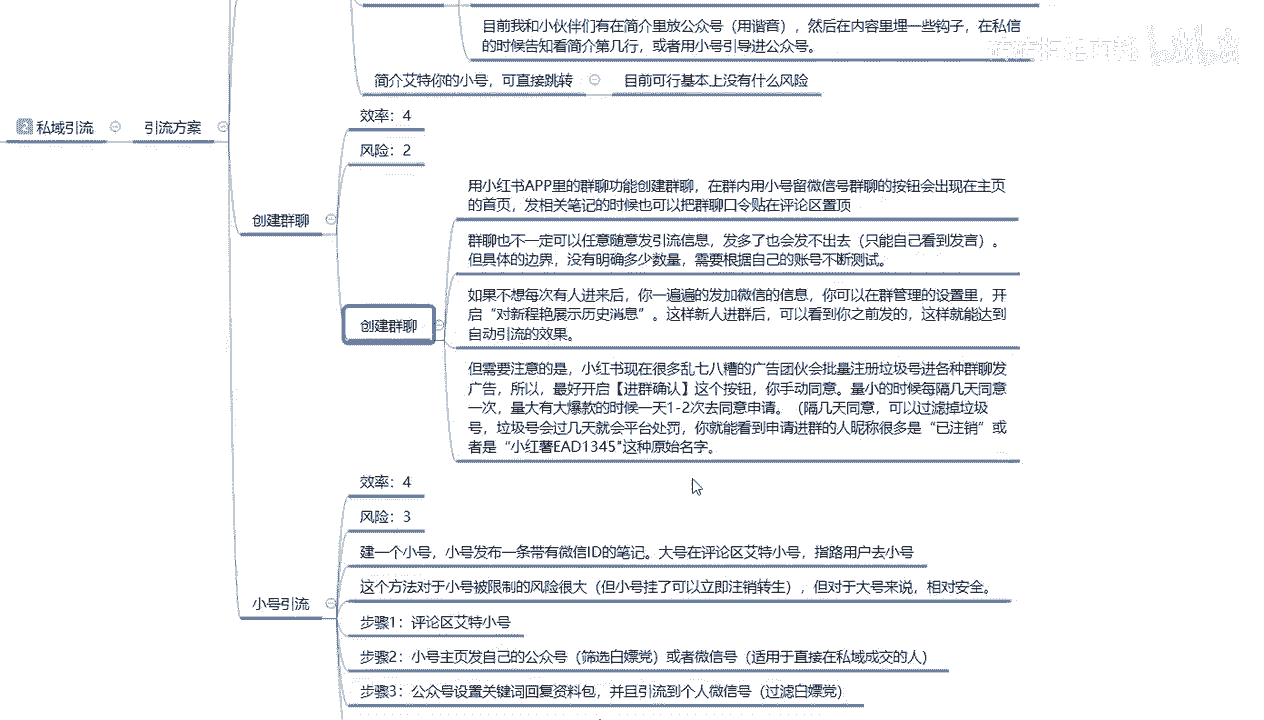 目前我和小伙伴们有在简介里放公众号（用谐音），然后在内容里埋一些钩子，在私信
的时候告知看简介第几行，或者用小号引导进公众号。
简介艾特你的小号，可直接跳转
目前可行基本上没有什么风险
2 私域引流
引流方案
效率：4
风险：2
创建群聊
用小红书APP里的群聊功能创建群聊，在群内用小号留微信号群聊的按钮会出现在主页
的首页，发相关笔记的时候也可以把群聊口令贴在评论区置顶
群聊也不一定可以任意随意发引流信息，发多了也会发不出去（只能自己看到发言）。
但具体的边界，没有明确多少数量，需要根据自己的账号不断测试。
创建群聊
如果不想每次有人进来后，你一遍遍的发加微信的信息，你可以在群管理的设置里，开
启“对新程艳展示历史消息”。这样新人进群后，可以看到你之前发的，这样就能达到
自动引流的效果。
但需要注意的是，小红书现在很多乱七八糟的广告团伙会批量注册垃圾号进各种群聊发
广告，所以，最好开启【进群确认】这个按钮，你手动同意。量小的时候每隔几天同意
一次，量大有大爆款的时候一天1-2次去同意申请。（隔几天同意，可以过滤掉垃圾
号，垃圾号会过几天就会平台处罚，你就能看到申请进群的人昵称很多是“已注销”或
者是“小红薯EAD1345"这种原始名字。
效率：4
风险：3
建一个小号，小号发布一条带有微信ID的笔记。大号在评论区艾特小号，指路用户去小号
这个方法对于小号被限制的风险很大（但小号挂了可以立即注销转生），但对于大号来说，相对安全。
小号引流
步骤1：评论区艾特小号
步骤2：小号主页发自己的公众号（筛选白嫖党）或者微信号（适用于直接在私域成交的人）
步骤3：公众号设置关键词回复资料包，并且引流到个人微信号（过滤白嫖党）